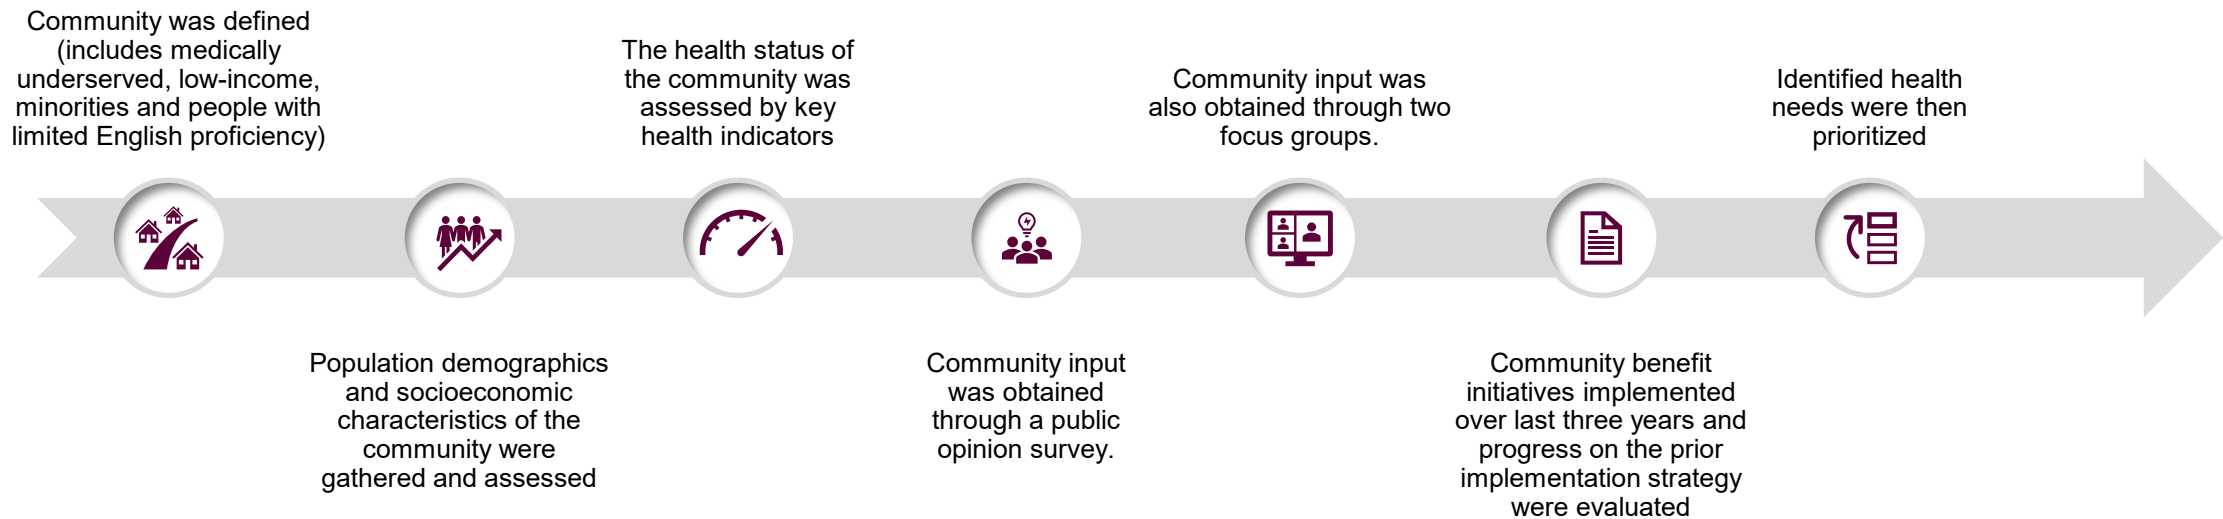 Community was defined
(includes medically
underserved, low-income,
minorities and people with
limited English proficiency)
Population demographics
and socioeconomic
characteristics of the
community were
gathered and assessed
The health status of
the community was
assessed by key
health indicators
Community input
was obtained
through a public
opinion survey.
Community input was
also obtained through two
focus groups.
Community benefit
initiatives implemented
over last three years and
progress on the prior
implementation strategy
were evaluated
Identified health
needs were then
prioritized